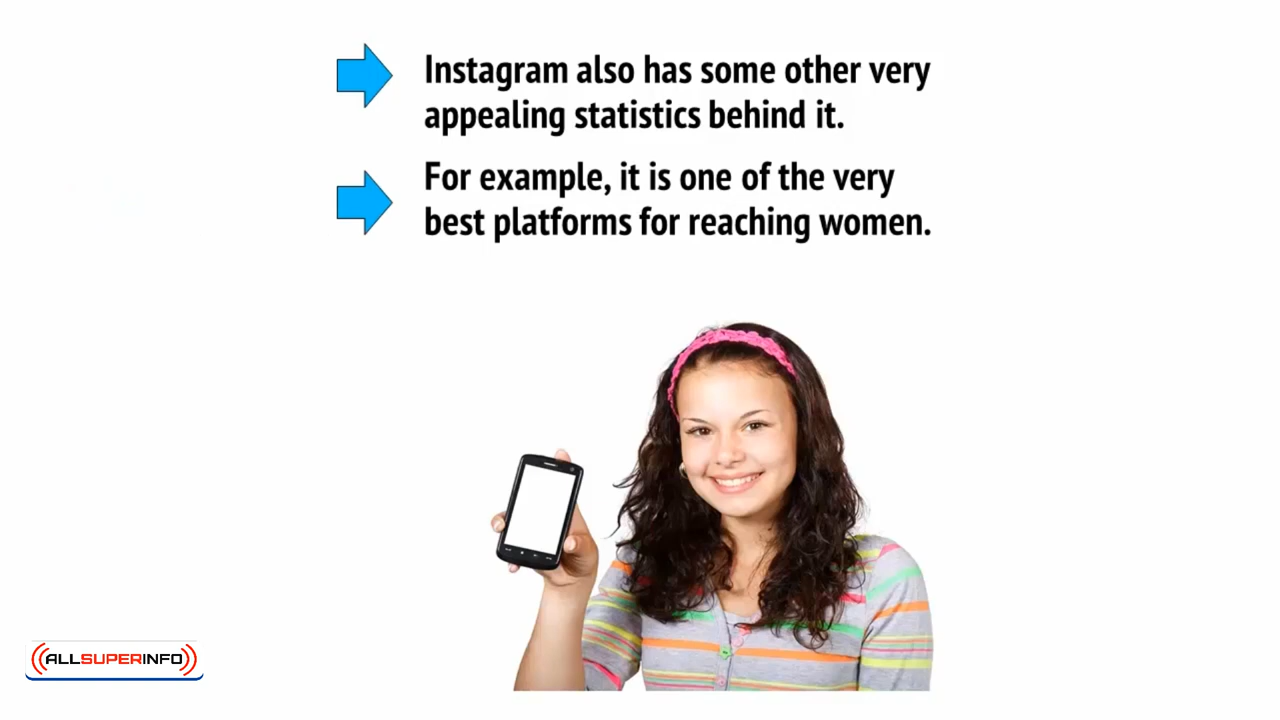 Instagram also has some other very
appealing statistics behind it.
For example, it is one of the very
best platforms for reaching women.
ALLSUPERINFO